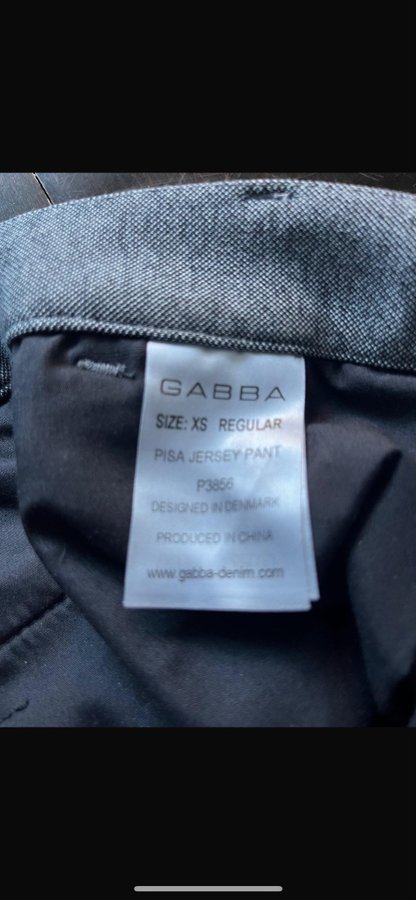 GABBA
SIZE: XS REGULAR
PISA JERSEY PANT
P3856
DESIGNED IN DENMARK
PRODUCED IN CHINA
www.gabba-denim.com